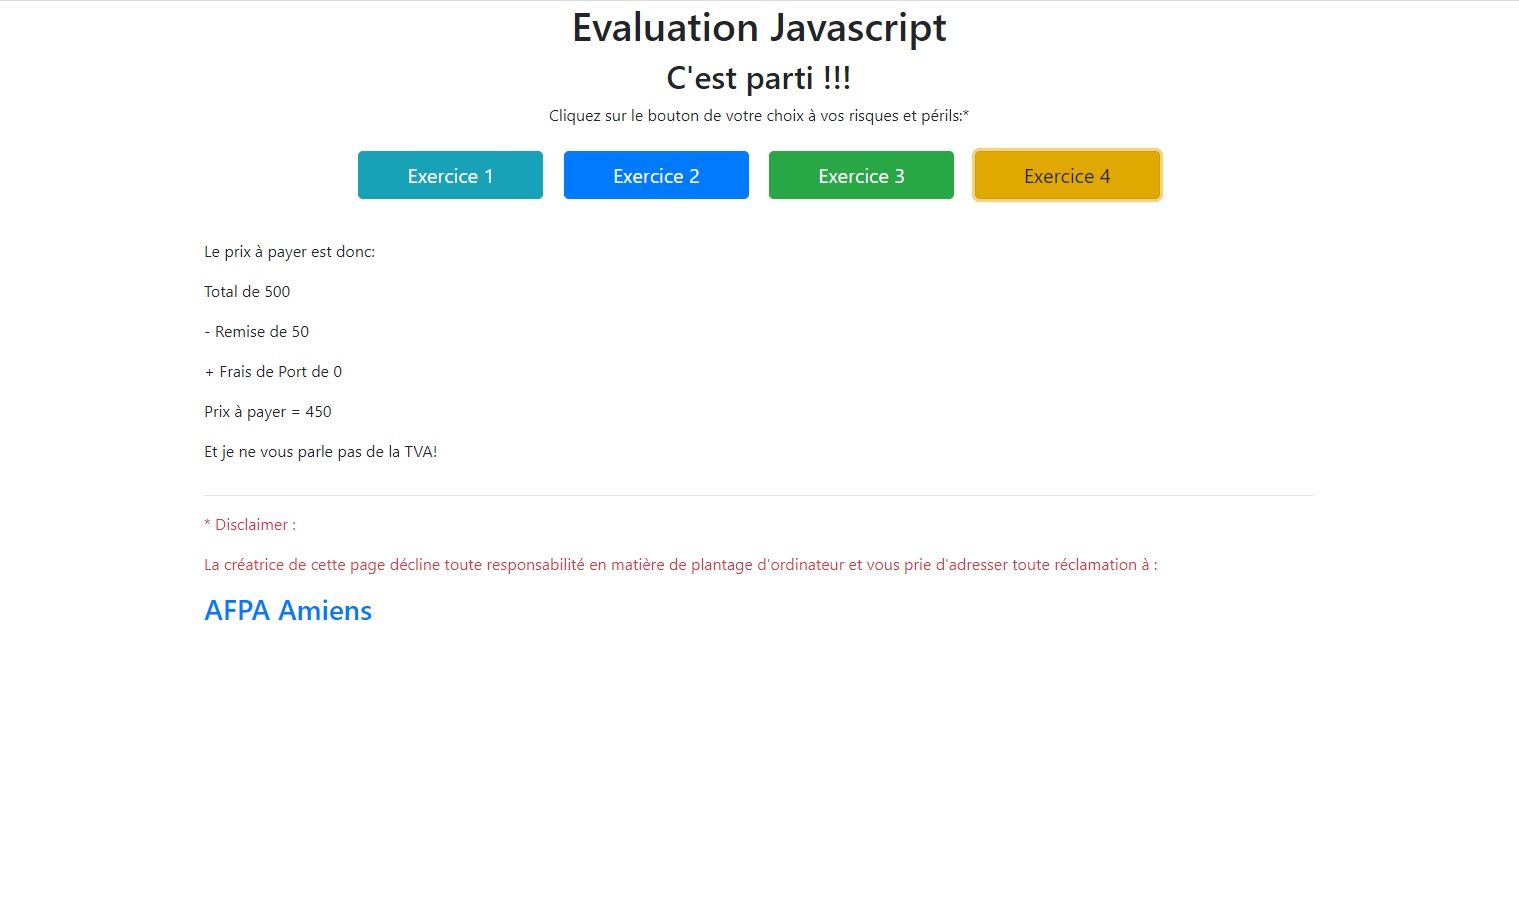 Evaluation Javascript
C'est parti !!!
Cliquez sur le bouton de votre choix à vos risques et périls:*
Exercice 1
Exercice 2
Exercice 3
Exercice 4
Le prix à payer est donc:
Total de 500
- Remise de 50
+ Frais de Port de 0
Prix à payer = 450
Et je ne vous parle pas de la TVA!
* Disclaimer :
La créatrice de cette page décline toute responsabilité en matière de plantage d'ordinateur et vous prie d'adresser toute réclamation à :
AFPA Amiens